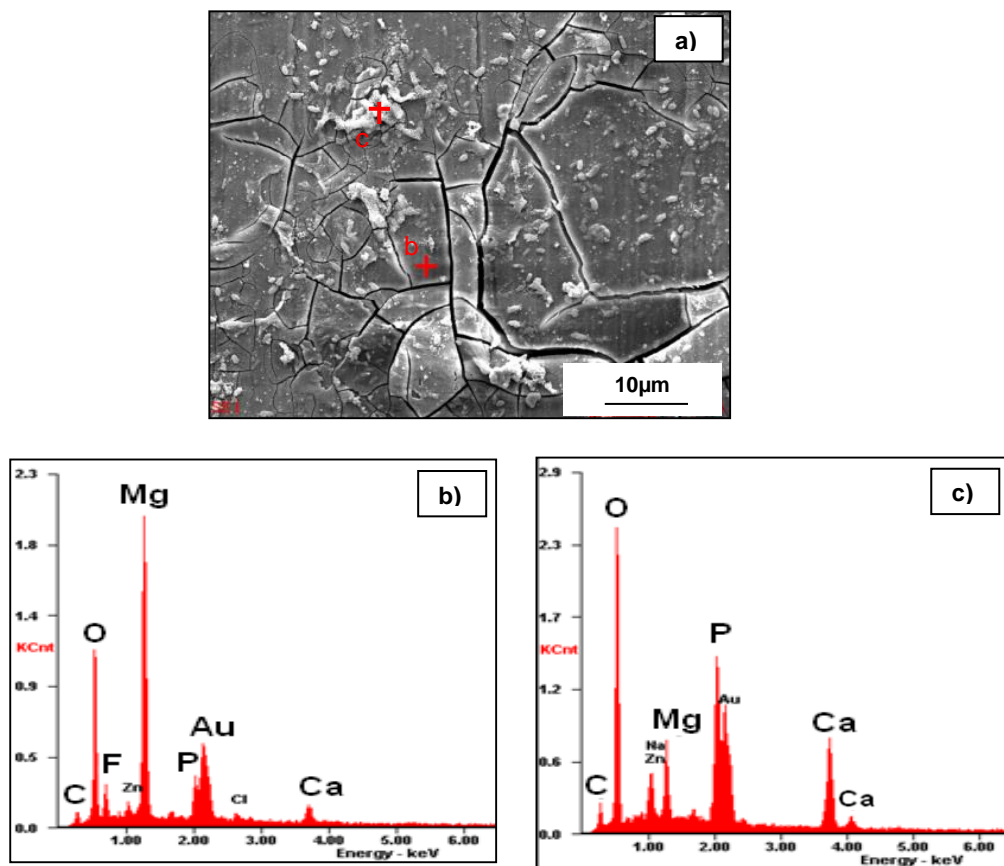 a)
c
b
10µm
2.3
b)
Mg
1.8
1.4
O
KCnt
0.9
Au
0.5
F
P
Zn
Ca
C
Cl
0.0
1.00 2.00 3.00 4.00 5.00 6.00
Energy - keV
2.9
c)
O
2.3
1.7
P
KCnt
Au
1.2
Mg
Ca
Na
Zn
0.6
C
Ca
0.0
1.00 2.00 3.00 4.00 5.00 6.00
Energy - keV